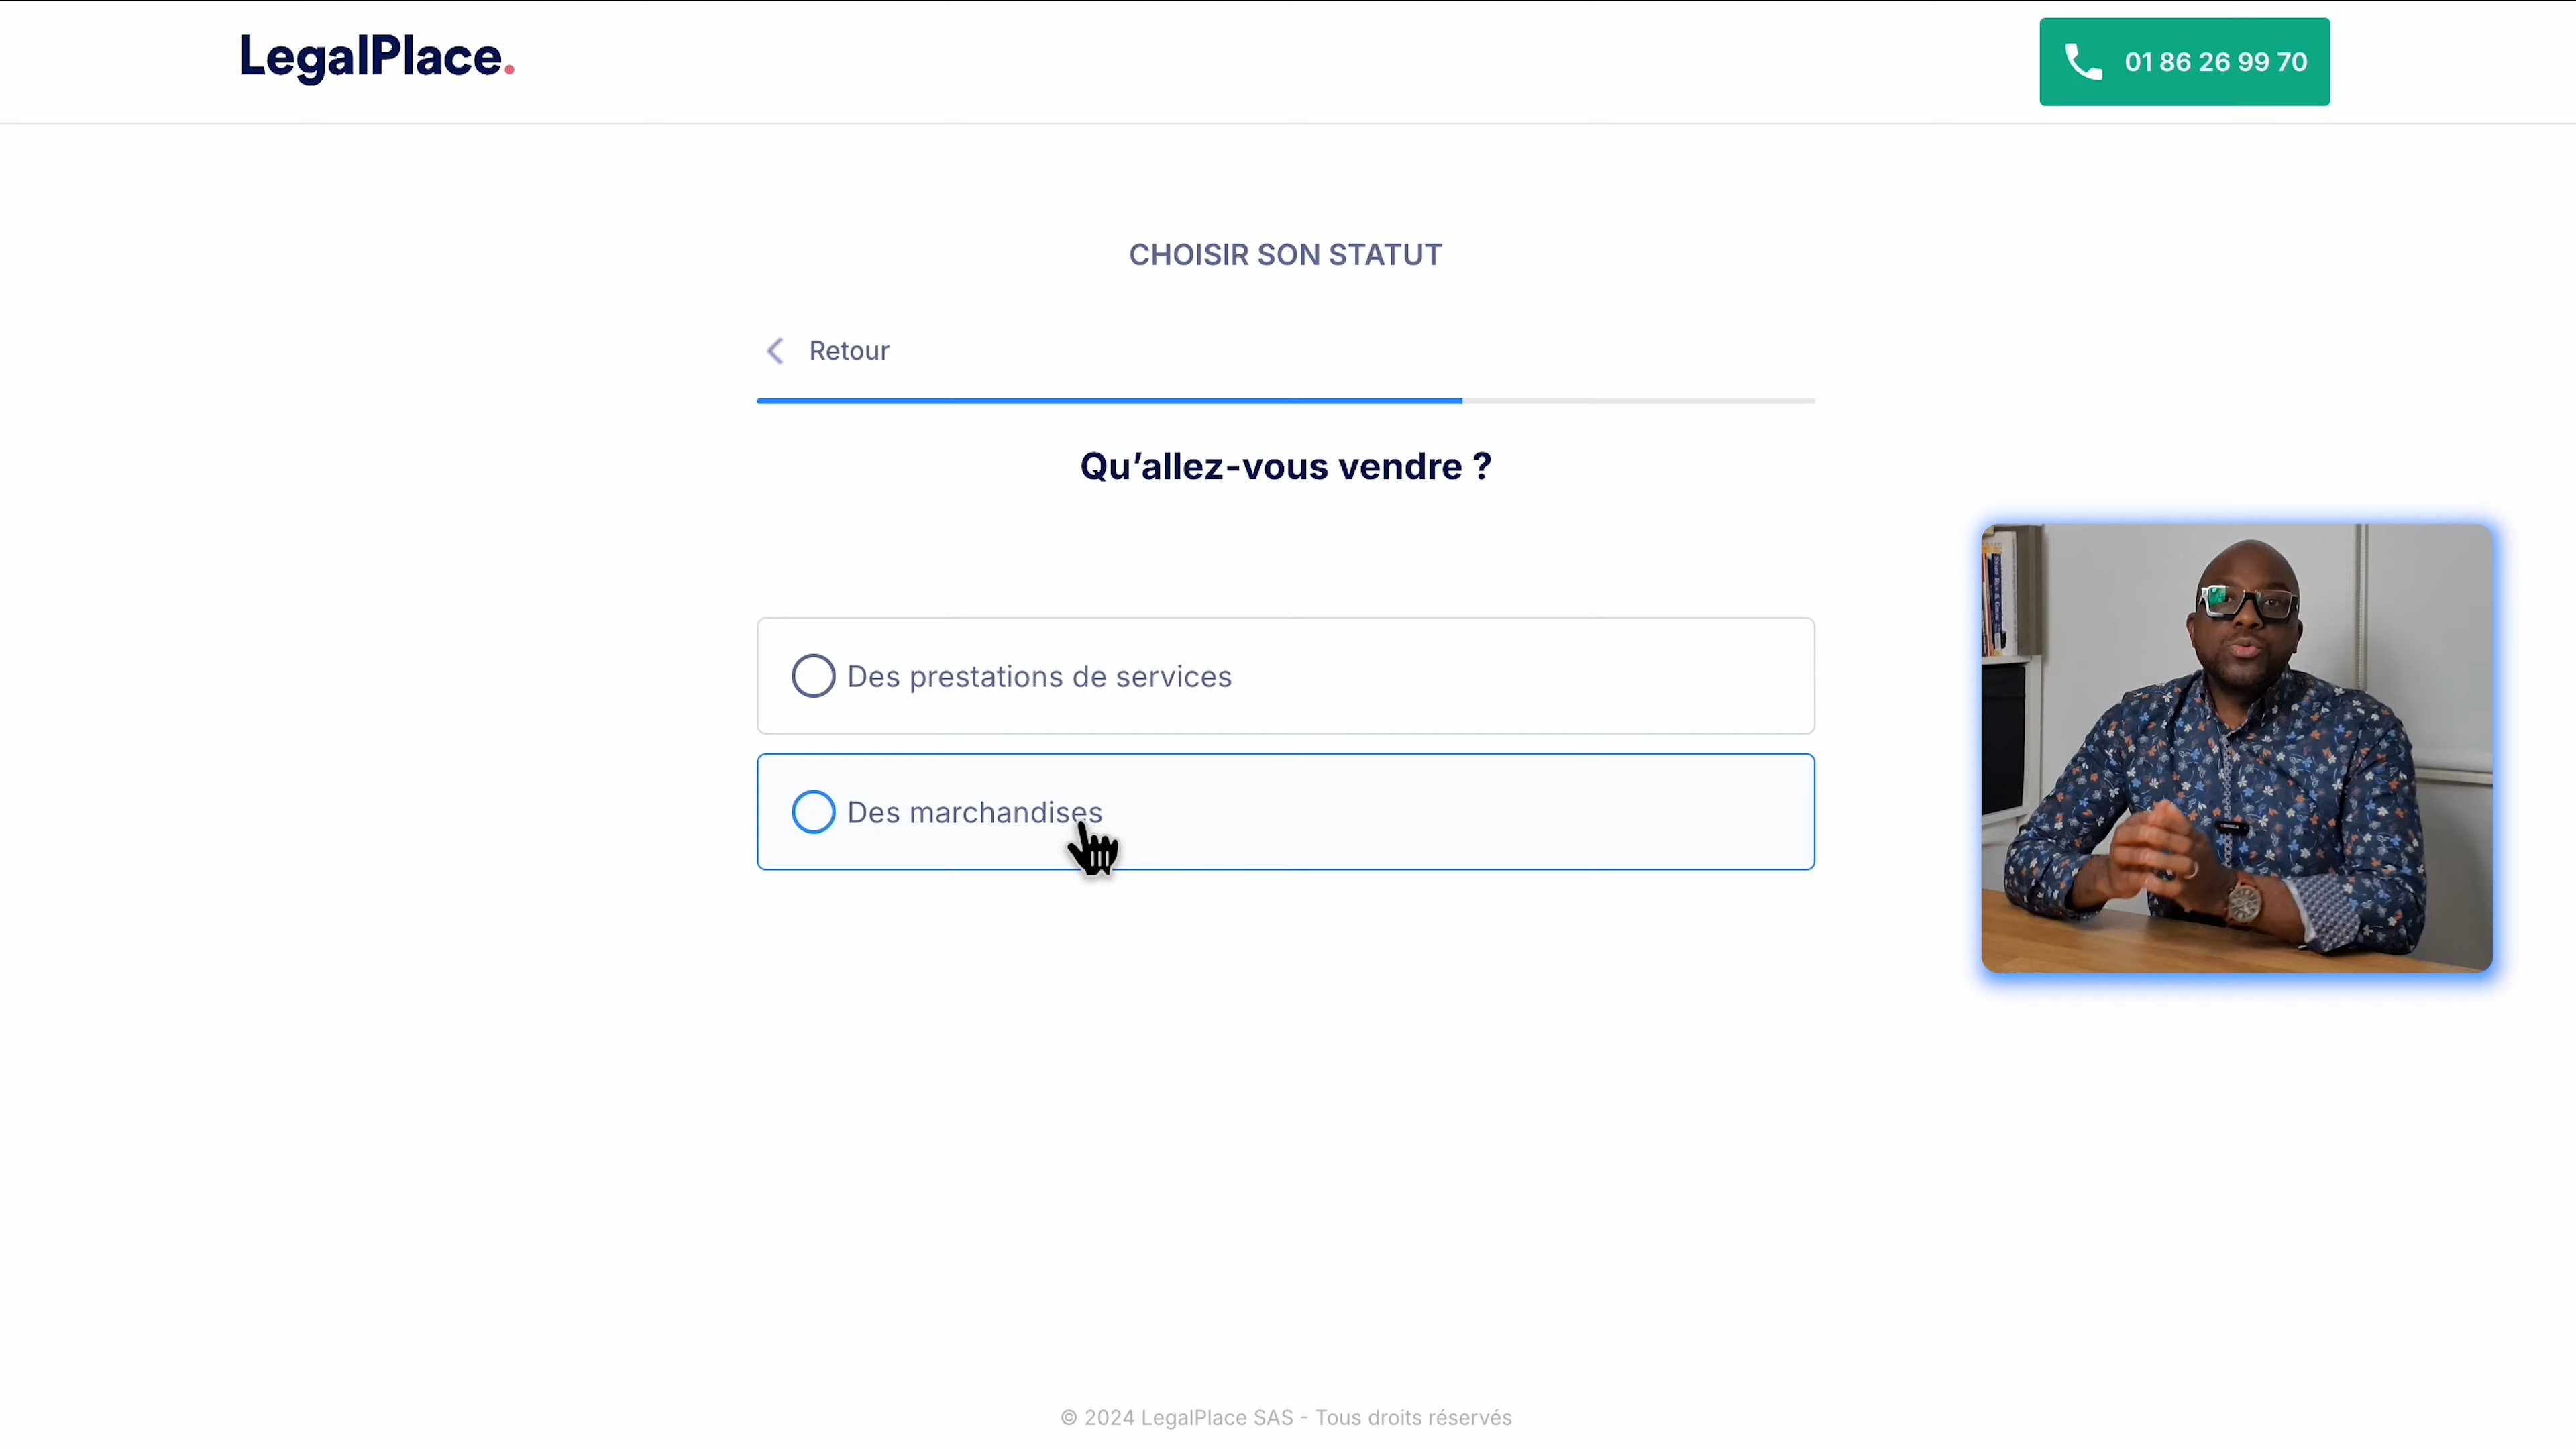 LegalPlace.
01 86 26 99 70
CHOISIR SON STATUT
Retour
Qu’allez-vous vendre ?
Des prestations de services
Des marchandises
© 2024 LegalPlace SAS - Tous droits réservés